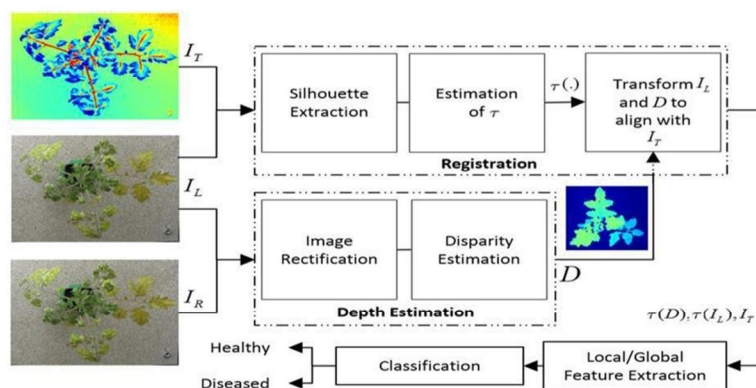 I_T
I_L
I_R
Silhouette
Extraction
Estimation
of τ
τ(.)
Transform I_L
and D to
align with
I_T
Registration
Image
Rectification
Disparity
Estimation
D
Depth Estimation
τ(D),τ(I_L),I_T
Local/Global
Feature Extraction
Classification
Healthy
Diseased